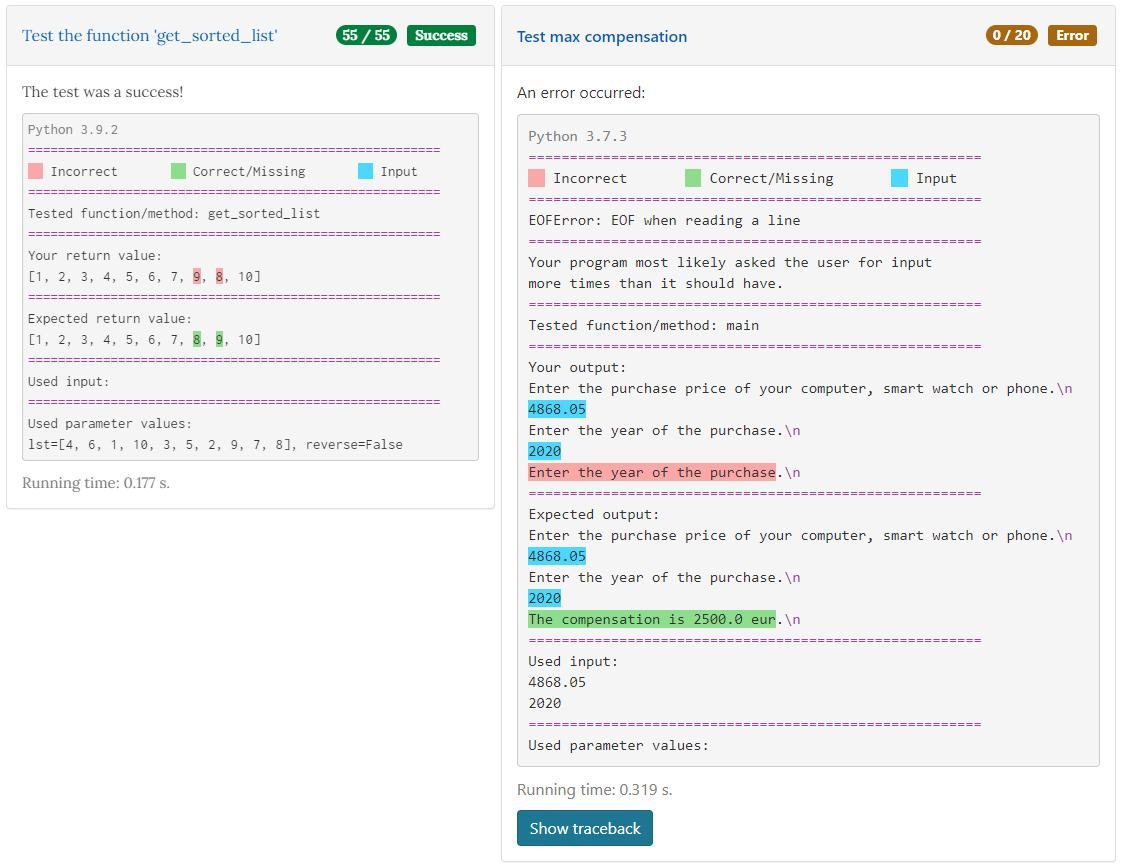 Test the function 'get_sorted_list'
55 / 55
Success
The test was a success!
Python 3.9.2
=======================================================
Incorrect Correct/Missing Input
=======================================================
Tested function/method: get_sorted_list
=======================================================
Your return value:
[1, 2, 3, 4, 5, 6, 7, 9, 8, 10]
=======================================================
Expected return value:
[1, 2, 3, 4, 5, 6, 7, 8, 9, 10]
=======================================================
Used input:
=======================================================
Used parameter values:
lst=[4, 6, 1, 10, 3, 5, 2, 9, 7, 8], reverse=False
Running time: 0.177 s.
Test max compensation
0 / 20
Error
An error occurred:
Python 3.7.3
=======================================================
Incorrect Correct/Missing Input
=======================================================
EOFError: EOF when reading a line
=======================================================
Your program most likely asked the user for input
more times than it should have.
=======================================================
Tested function/method: main
=======================================================
Your output:
Enter the purchase price of your computer, smart watch or phone.\n
4868.05
Enter the year of the purchase.\n
2020
Enter the year of the purchase.\n
=======================================================
Expected output:
Enter the purchase price of your computer, smart watch or phone.\n
4868.05
Enter the year of the purchase.\n
2020
The compensation is 2500.0 eur.\n
=======================================================
Used input:
4868.05
2020
=======================================================
Used parameter values:
Running time: 0.319 s.
Show traceback